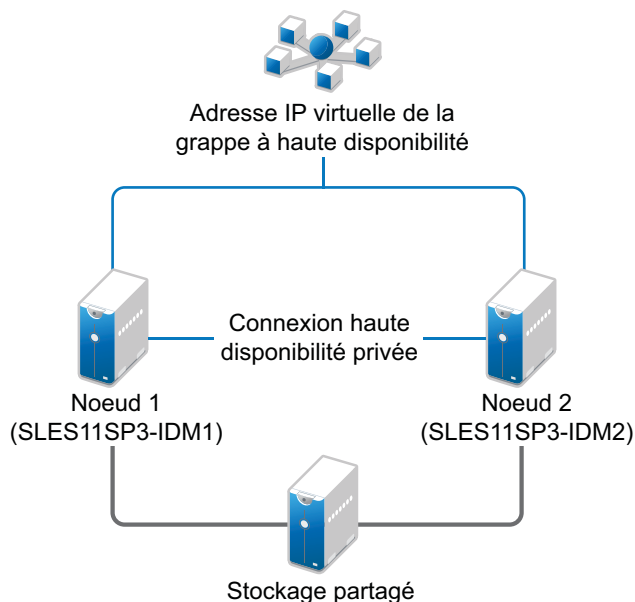 Adresse IP virtuelle de la
grappe à haute disponibilité
Connexion haute
disponibilité privée
Noeud 1
(SLES11SP3-IDM1)
Noeud 2
(SLES11SP3-IDM2)
Stockage partagé